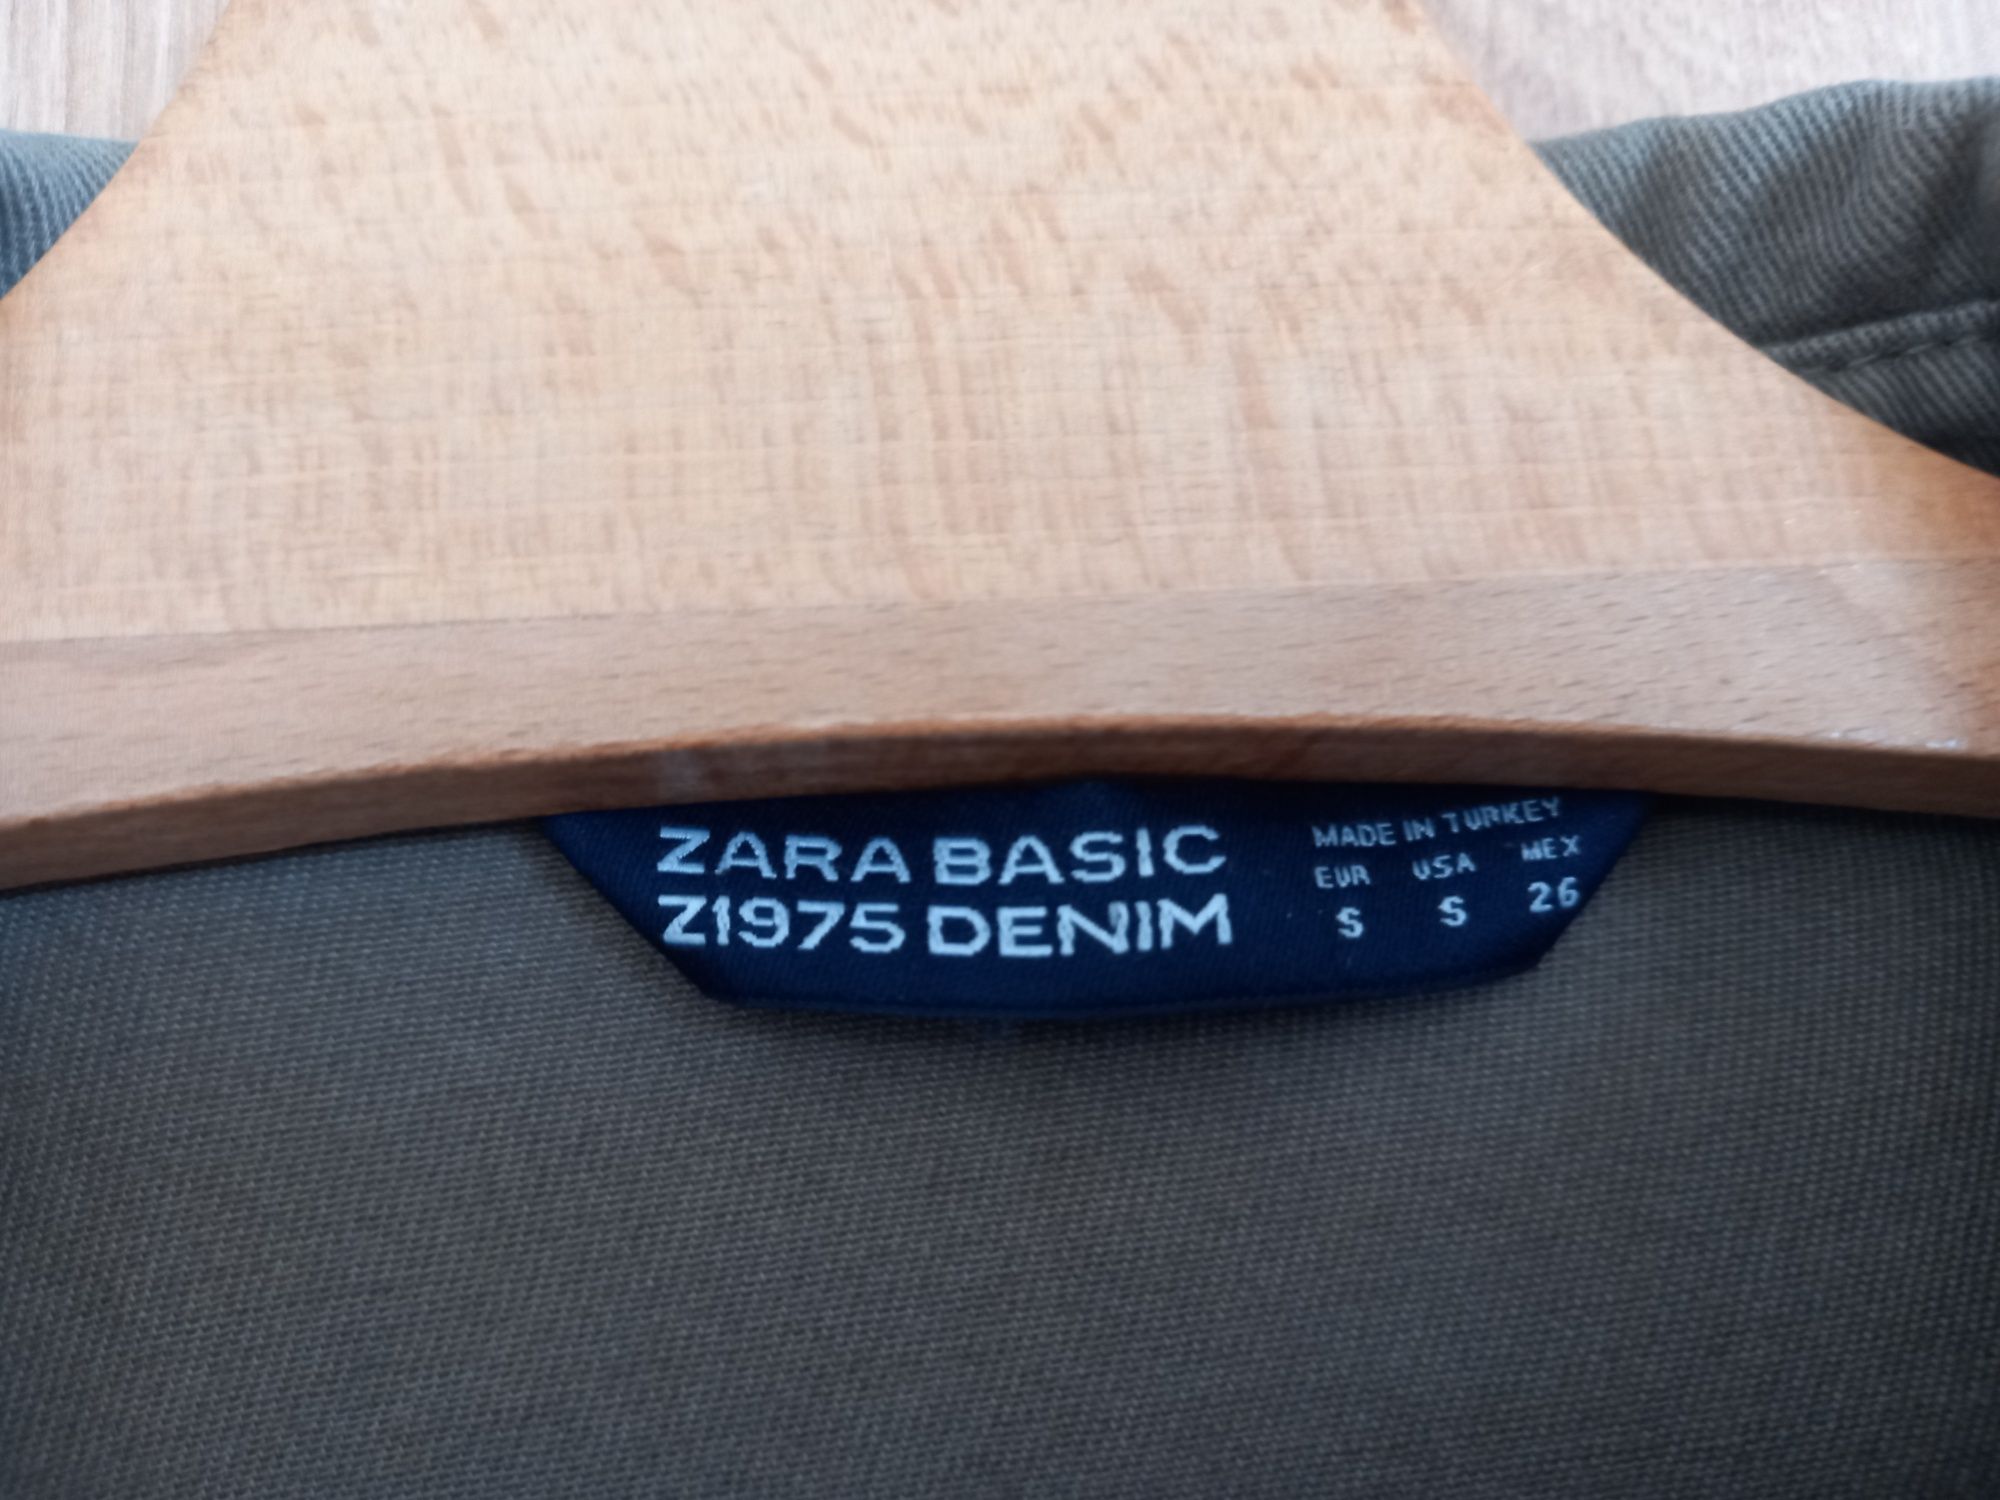 ZARA BASIC
Z1975 DENIM
MADE IN TURKEY
EUR USA MEX
S S 26